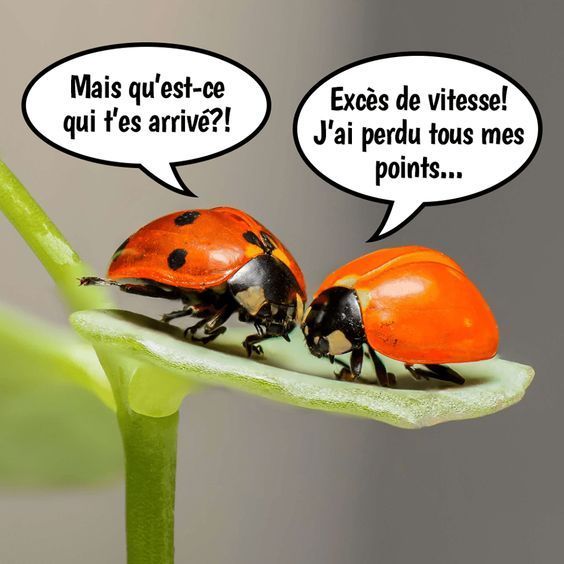 Mais qu'est-ce
qui t'es arrivé?!
Excès de vitesse!
J'ai perdu tous mes
points...